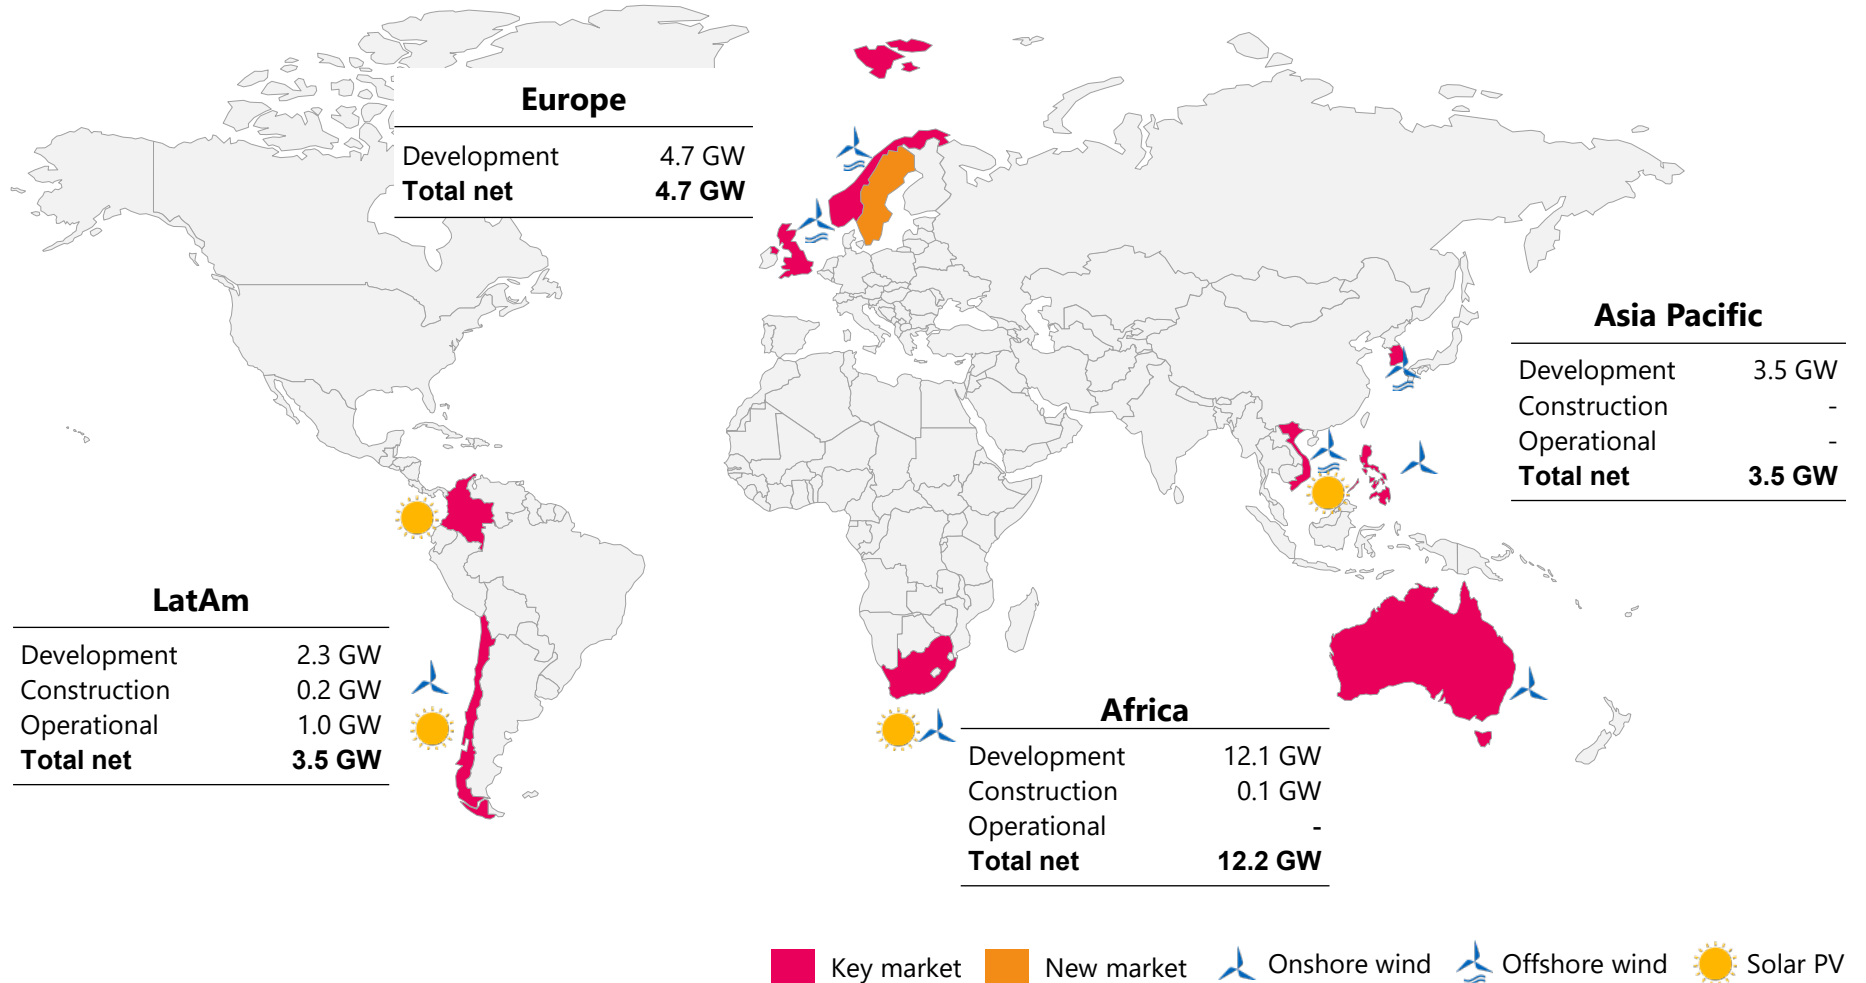 Europe
Development 4.7 GW
Total net 4.7 GW
Asia Pacific
Development 3.5 GW
Construction -
Operational -
Total net 3.5 GW
LatAm
Development 2.3 GW
Construction 0.2 GW
Operational 1.0 GW
Total net 3.5 GW
Africa
Development 12.1 GW
Construction 0.1 GW
Operational -
Total net 12.2 GW
Key market New market Onshore wind Offshore wind Solar PV